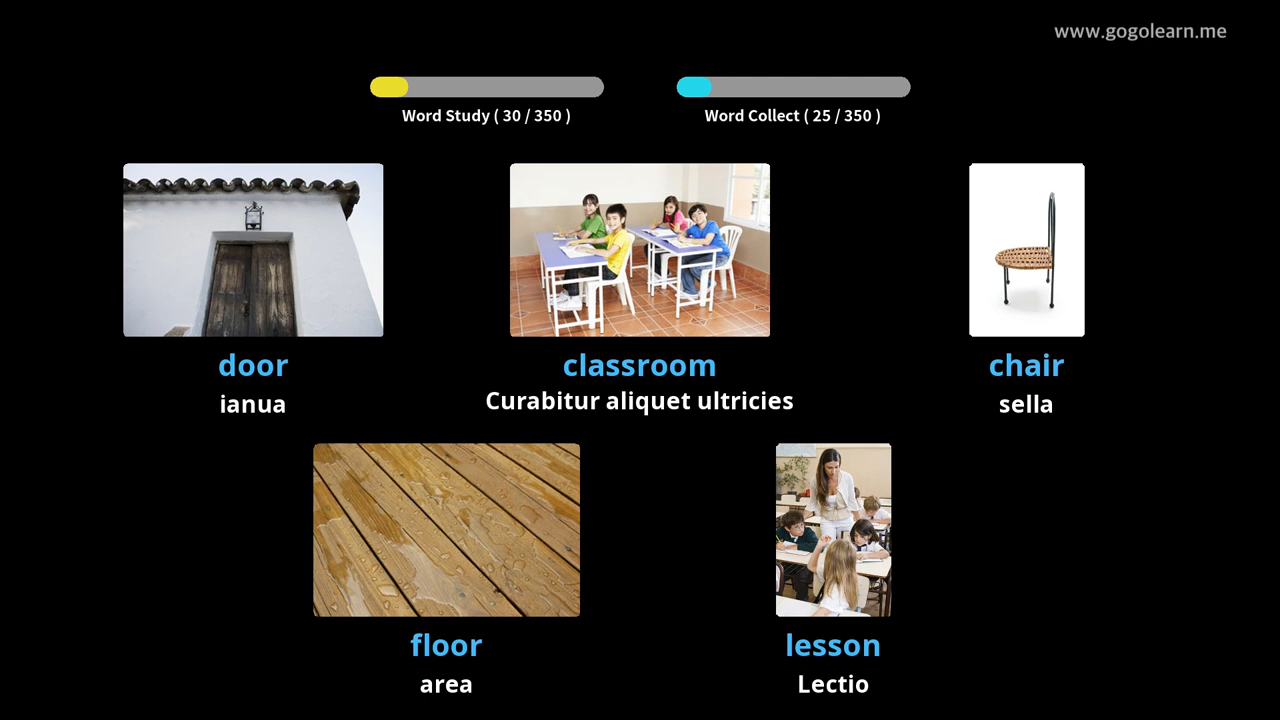 www.gogolearn.me
Word Study ( 30 / 350 )
Word Collect ( 25 / 350 )
door
classroom
chair
ianua
Curabitur aliquet ultricies
sella
floor
lesson
area
Lectio